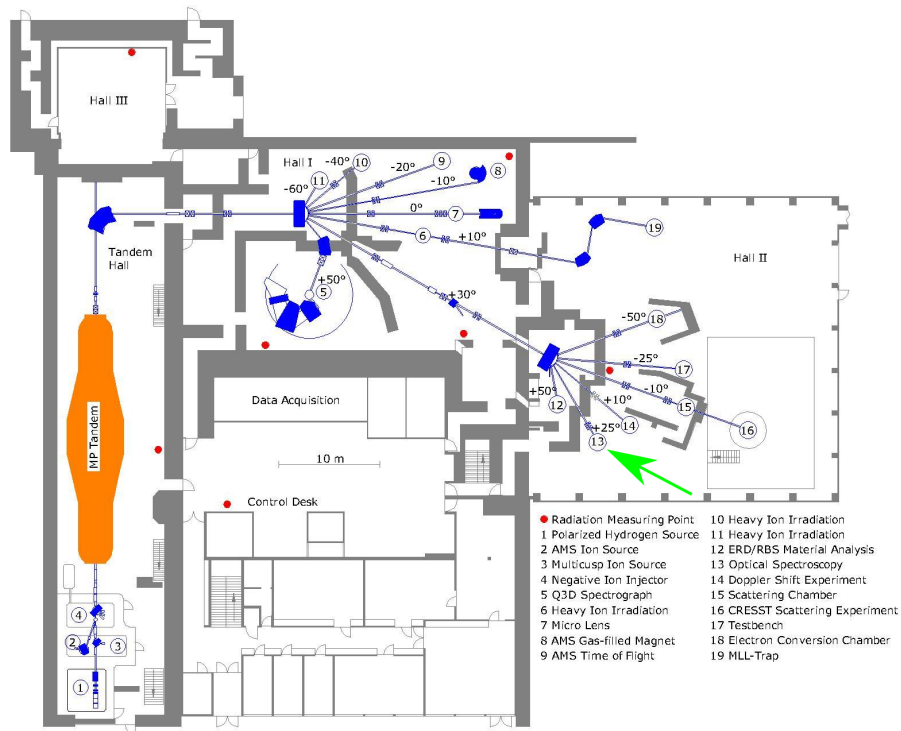 Hall III
Hall I
-60°
11
-40°
10
-20°
9
-10°
8
0°
7
6
+10°
19
Hall II
Tandem
Hall
+50°
5
+30°
-50°
18
-25°
17
-10°
15
16
+50°
12
+10°
14
+25°
13
MP Tandem
Data Acquisition
10 m
Control Desk
4
2
3
1
Radiation Measuring Point
1 Polarized Hydrogen Source
2 AMS Ion Source
3 Multicusp Ion Source
4 Negative Ion Injector
5 Q3D Spectrograph
6 Heavy Ion Irradiation
7 Micro Lens
8 AMS Gas-filled Magnet
9 AMS Time of Flight
10 Heavy Ion Irradiation
11 Heavy Ion Irradiation
12 ERD/RBS Material Analysis
13 Optical Spectroscopy
14 Doppler Shift Experiment
15 Scattering Chamber
16 CRESST Scattering Experiment
17 Testbench
18 Electron Conversion Chamber
19 MLL-Trap